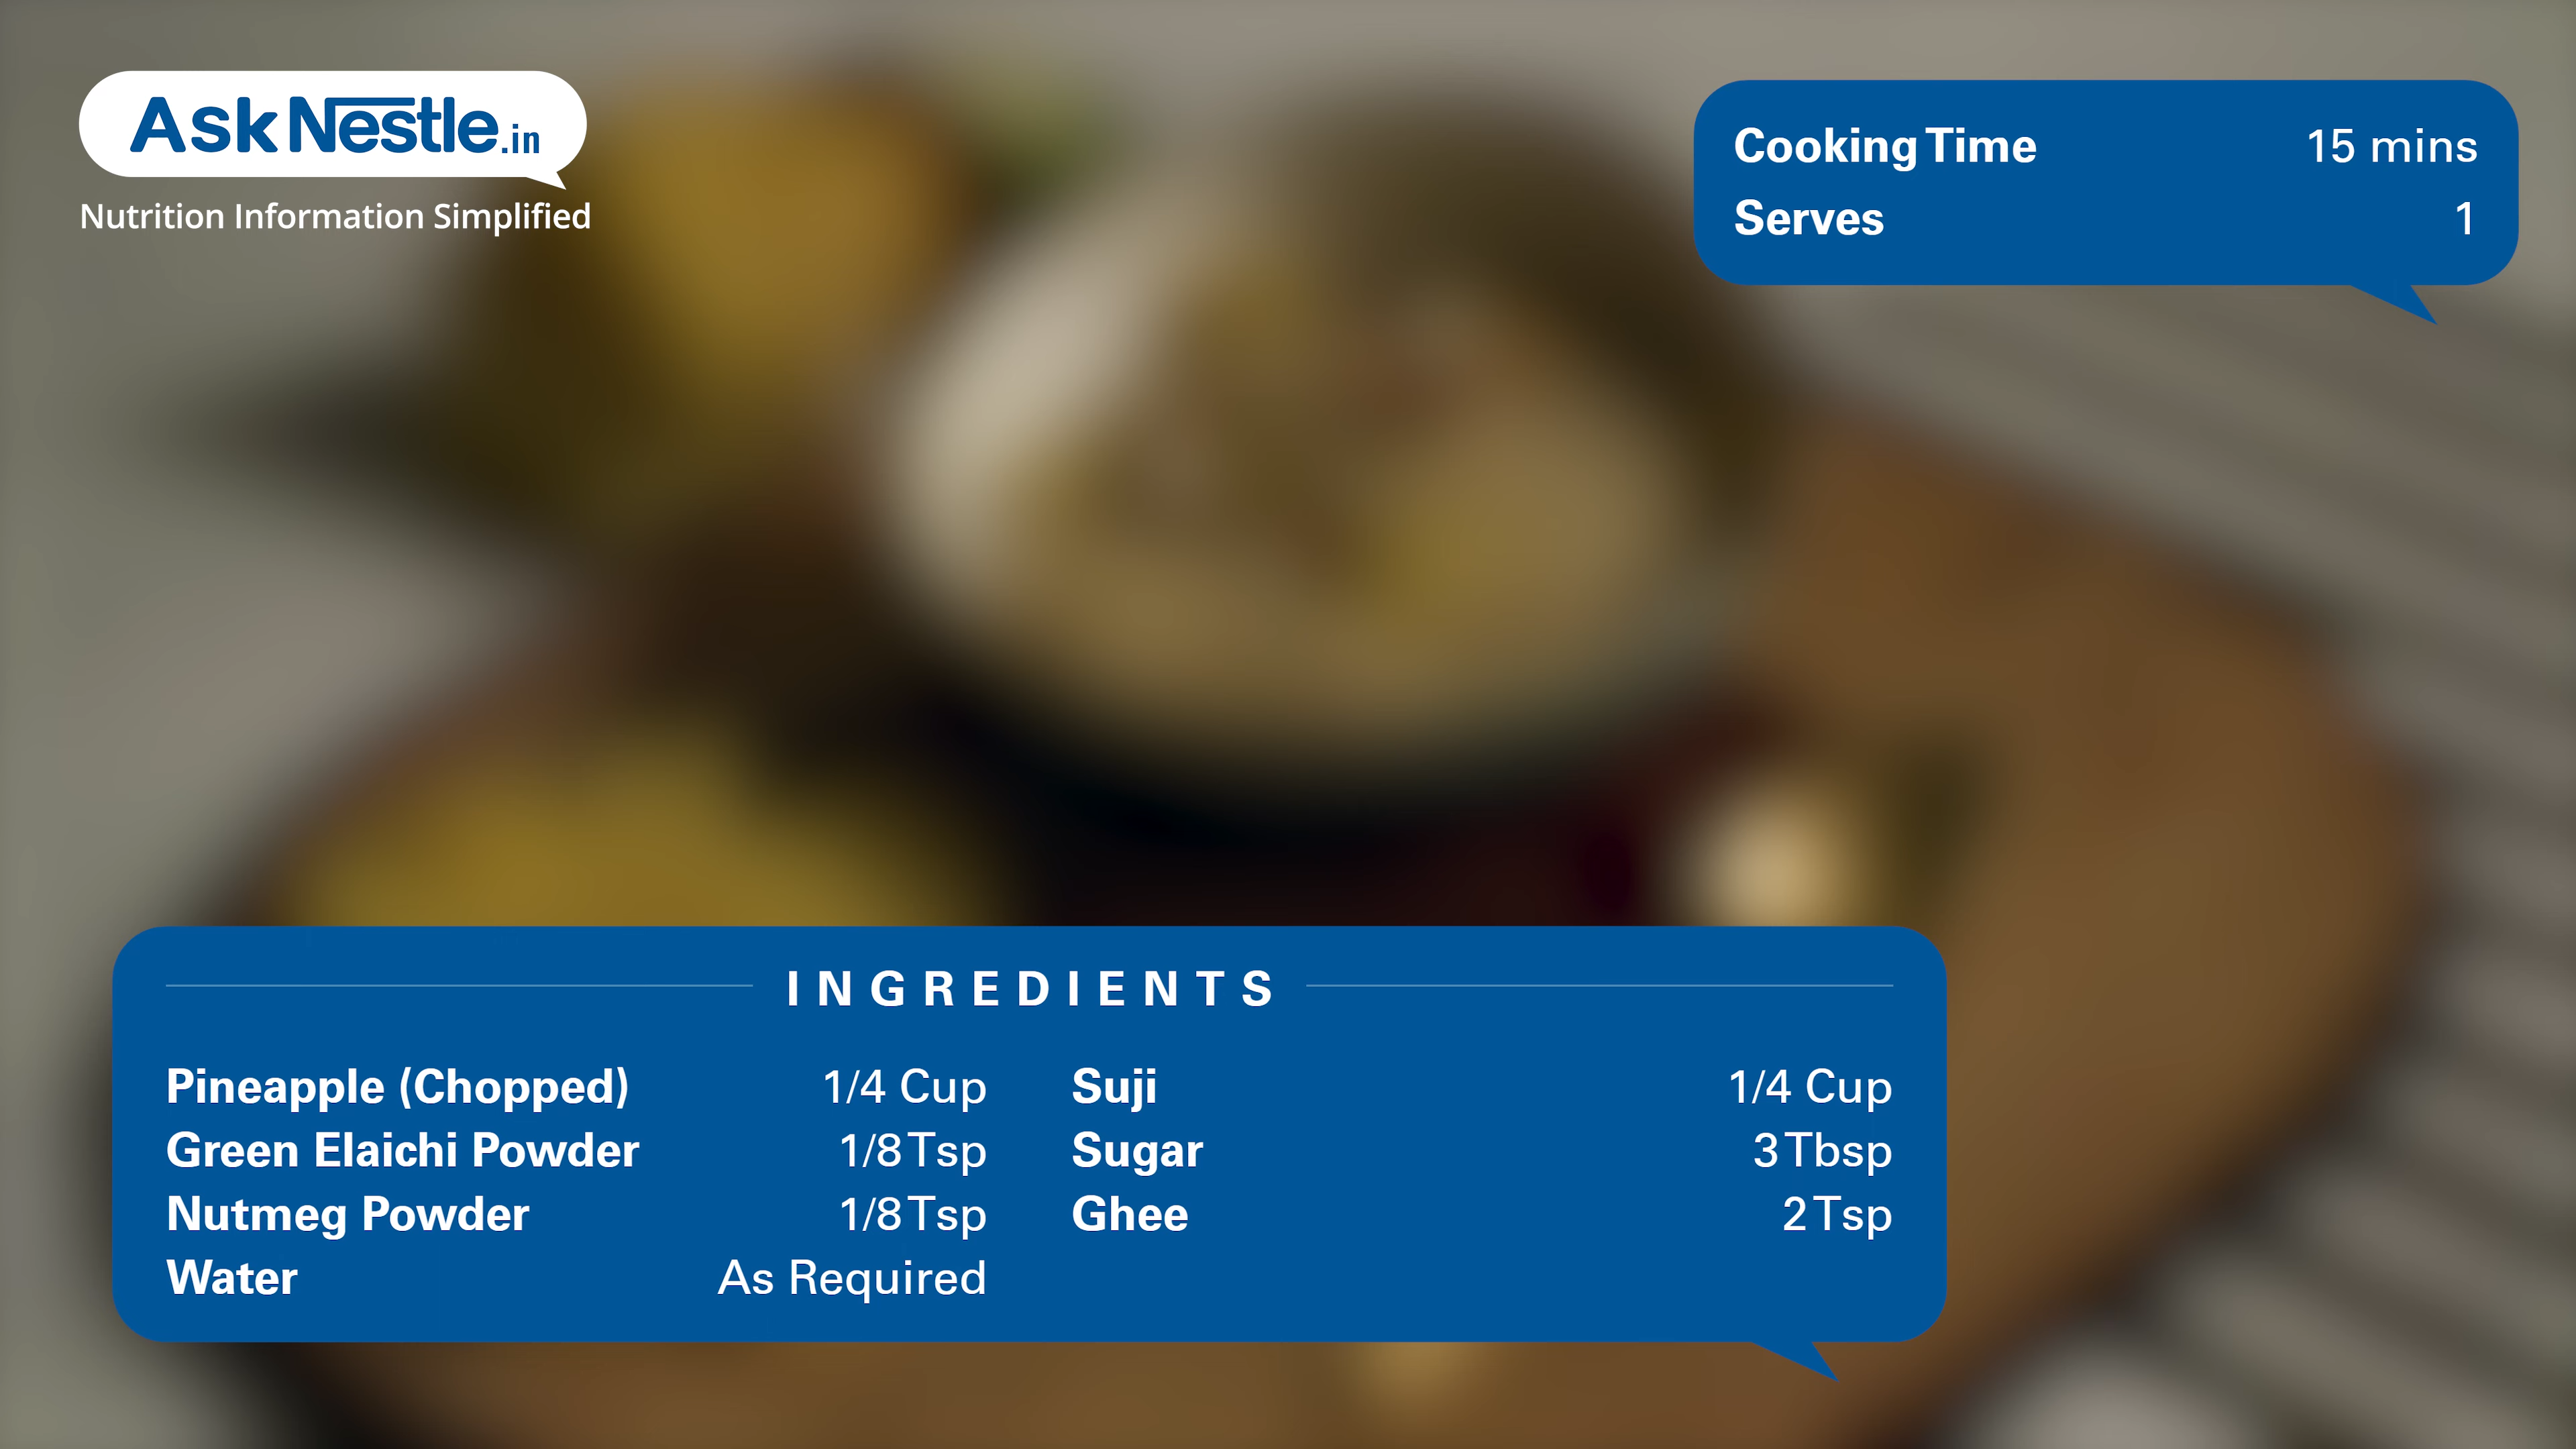 AskNestle.in
Nutrition Information Simplified
Cooking Time 15 mins
Serves 1
INGREDIENTS
Pineapple (Chopped) 1/4 Cup Suji 1/4 Cup
Green Elaichi Powder 1/8 Tsp Sugar 3 Tbsp
Nutmeg Powder 1/8 Tsp Ghee 2 Tsp
Water As Required